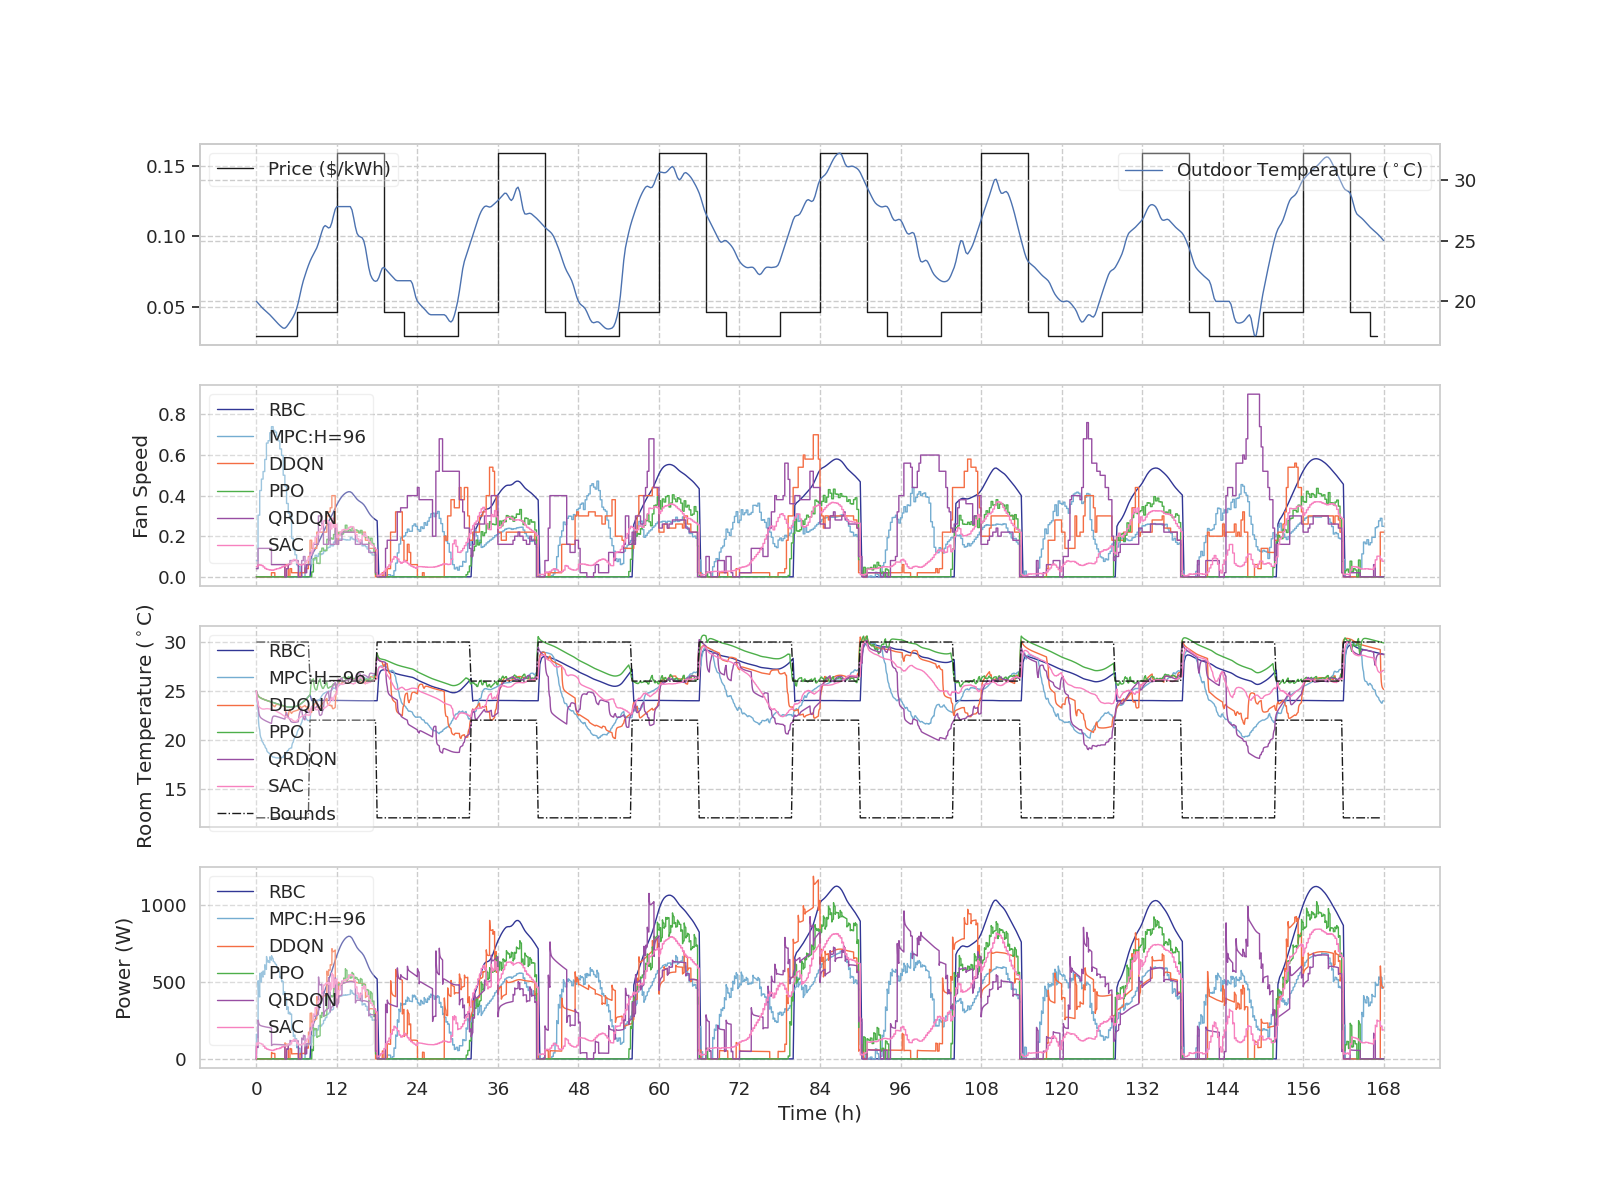 Price ($/kWh)
Outdoor Temperature (°C)
0.15
0.10
0.05
30
25
20
Fan Speed
0.8
0.6
0.4
0.2
0.0
RBC
MPC:H=96
DDQN
PPO
QRDQN
SAC
Room Temperature (°C)
30
25
20
15
RBC
MPC:H=96
DDQN
PPO
QRDQN
SAC
Bounds
Power (W)
1000
500
0
RBC
MPC:H=96
DDQN
PPO
QRDQN
SAC
0 12 24 36 48 60 72 84 96 108 120 132 144 156 168
Time (h)